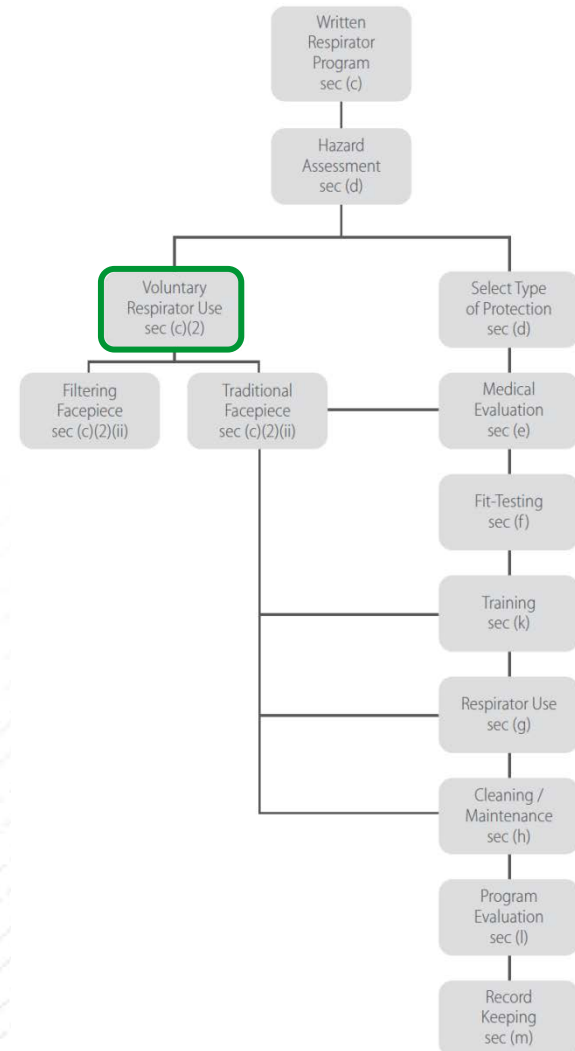 Written
Respirator
Program
sec (c)
Hazard
Assessment
sec (d)
Voluntary
Respirator Use
sec (c)(2)
Select Type
of Protection
sec (d)
Filtering
Facepiece
sec (c)(2)(ii)
Traditional
Facepiece
sec (c)(2)(ii)
Medical
Evaluation
sec (e)
Fit-Testing
sec (f)
Training
sec (k)
Respirator Use
sec (g)
Cleaning /
Maintenance
sec (h)
Program
Evaluation
sec (l)
Record
Keeping
sec (m)